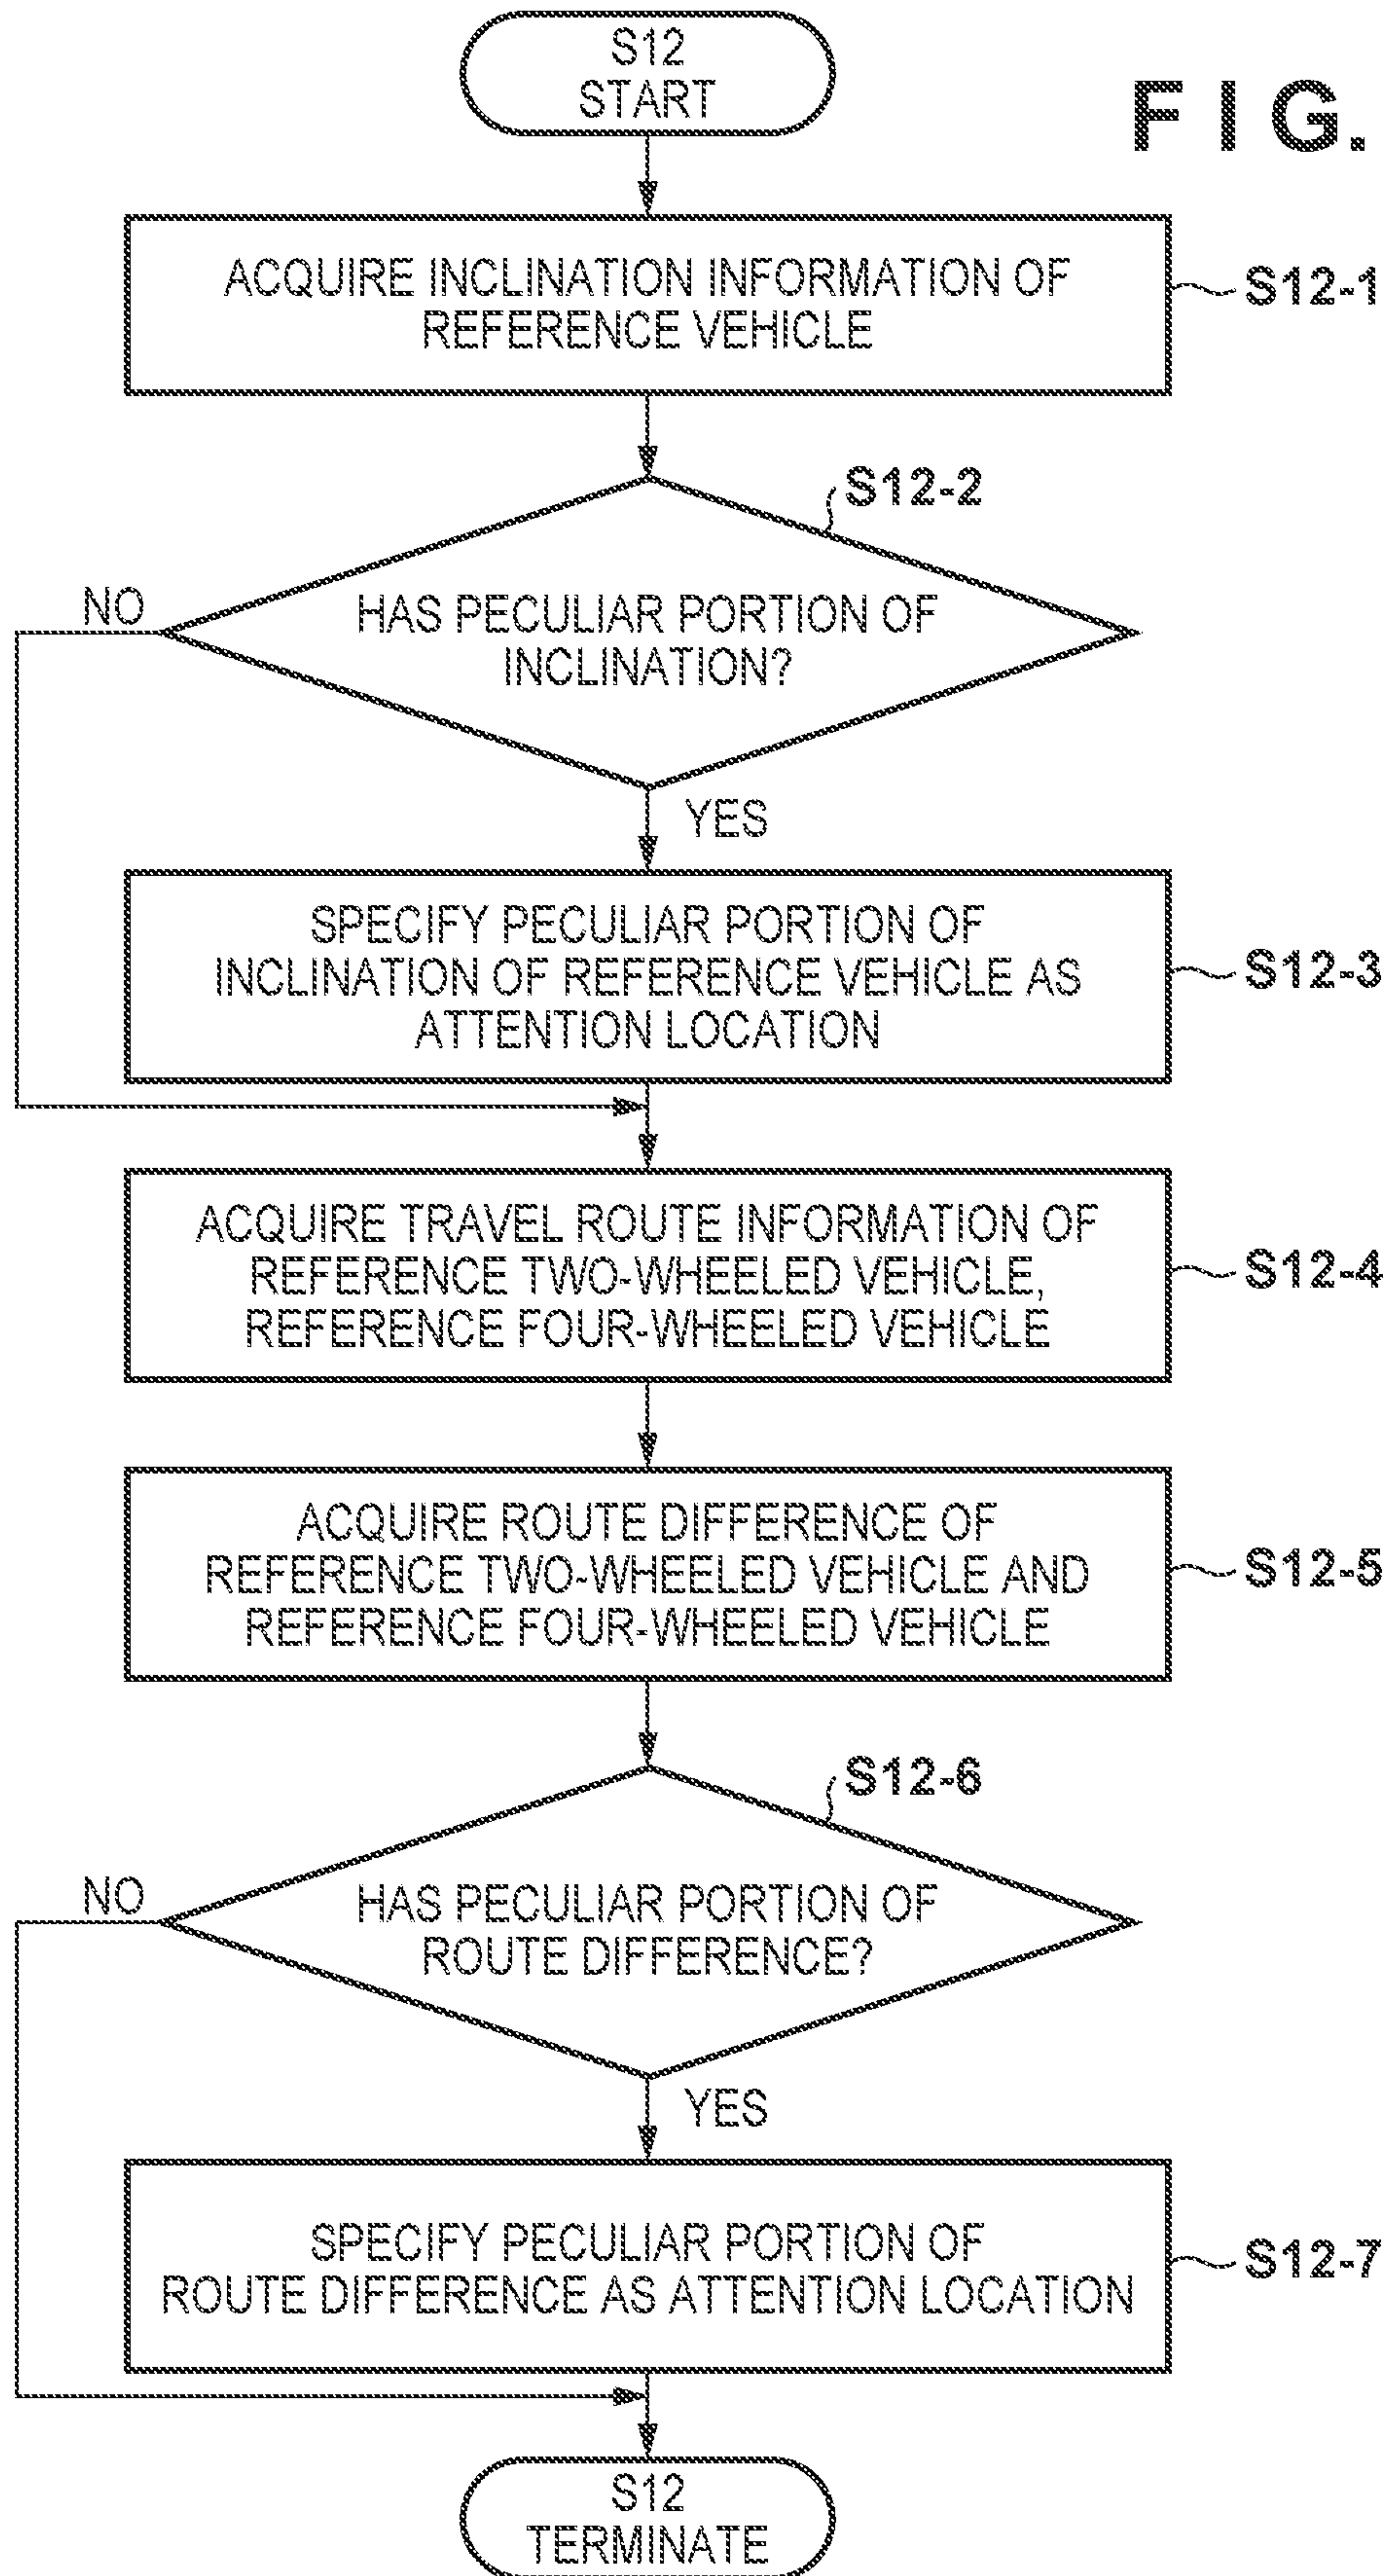 S12
START
F I G.
ACQUIRE INCLINATION INFORMATION OF
REFERENCE VEHICLE
S12-1
S12-2
NO
HAS PECULIAR PORTION OF
INCLINATION?
YES
SPECIFY PECULIAR PORTION OF
INCLINATION OF REFERENCE VEHICLE AS
ATTENTION LOCATION
S12-3
ACQUIRE TRAVEL ROUTE INFORMATION OF
REFERENCE TWO-WHEELED VEHICLE,
REFERENCE FOUR-WHEELED VEHICLE
S12-4
ACQUIRE ROUTE DIFFERENCE OF
REFERENCE TWO-WHEELED VEHICLE AND
REFERENCE FOUR-WHEELED VEHICLE
S12-5
S12-6
NO
HAS PECULIAR PORTION OF
ROUTE DIFFERENCE?
YES
SPECIFY PECULIAR PORTION OF
ROUTE DIFFERENCE AS ATTENTION LOCATION
S12-7
S12
TERMINATE